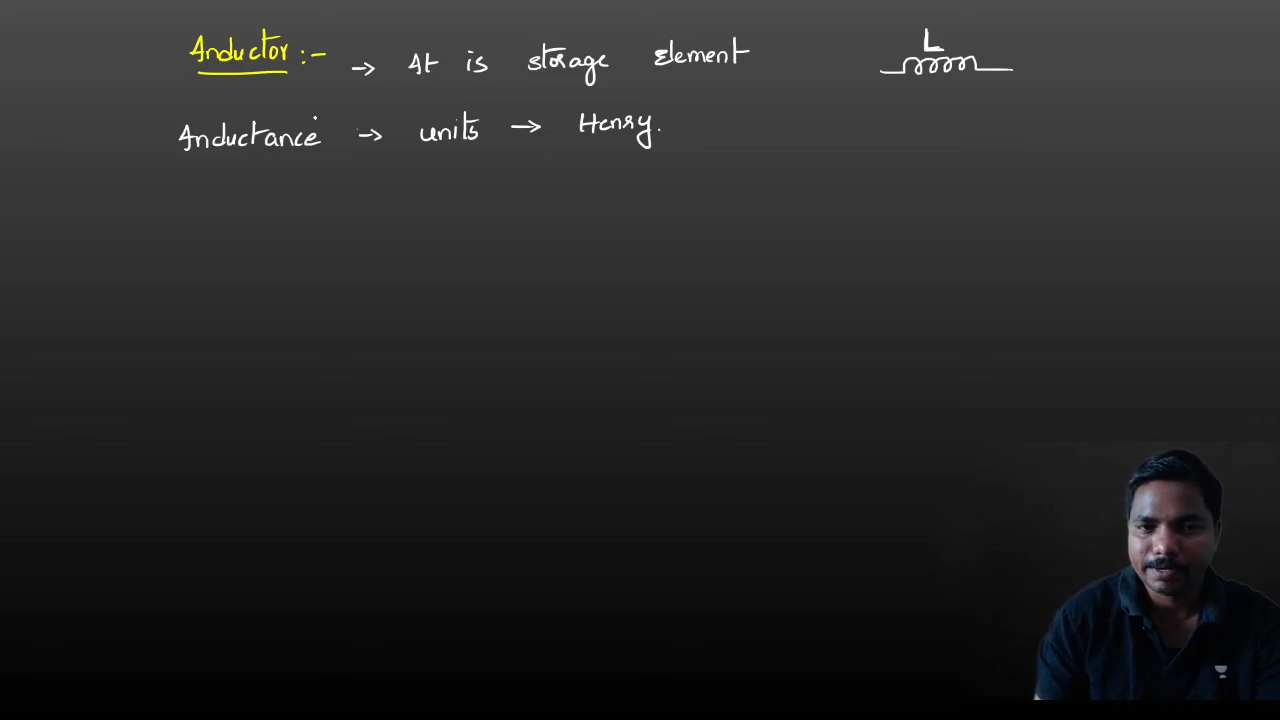 Inductor :- → It is storage Element L
Inductance → units → Henry.